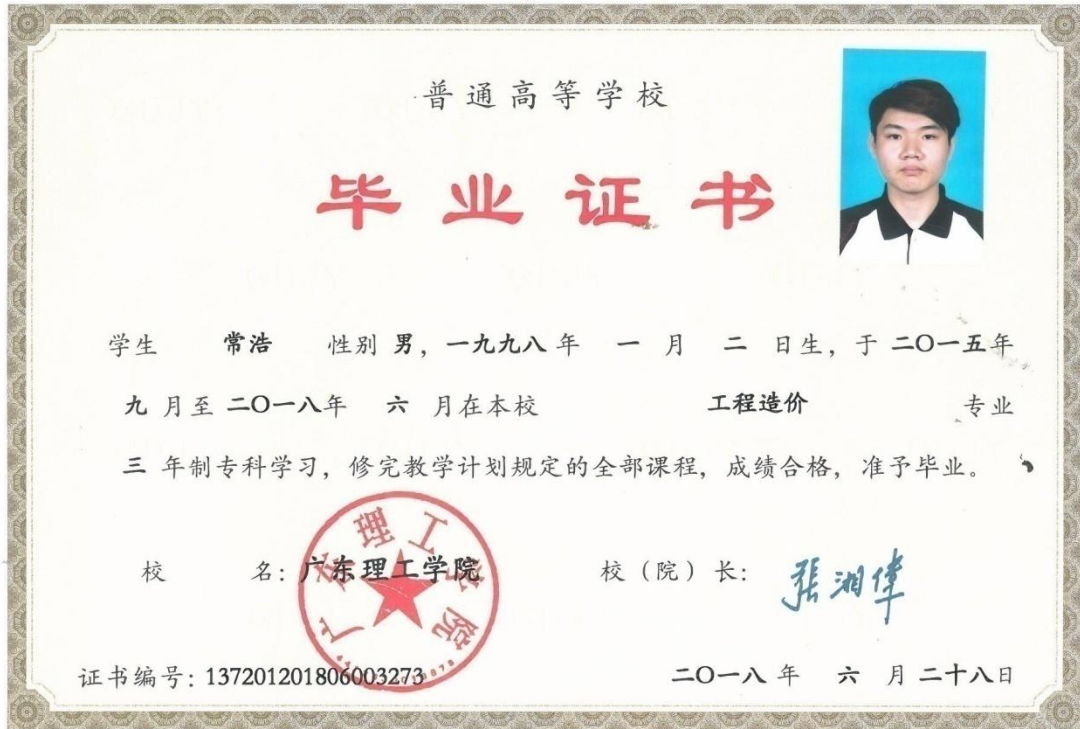 普通高等学校
毕业证书
学生 常浩 性别 男，一九九八年 一 月 二 日生，于 二〇一五年
九 月至 二〇一八年 六 月在本校 工程造价 专业
三 年制专科学习，修完教学计划规定的全部课程，成绩合格，准予毕业。
校 名：广东理工学院 校（院）长：张湘偉
广东理工学院
证书编号：137201201806003273 二〇一八年 六 月二十八日